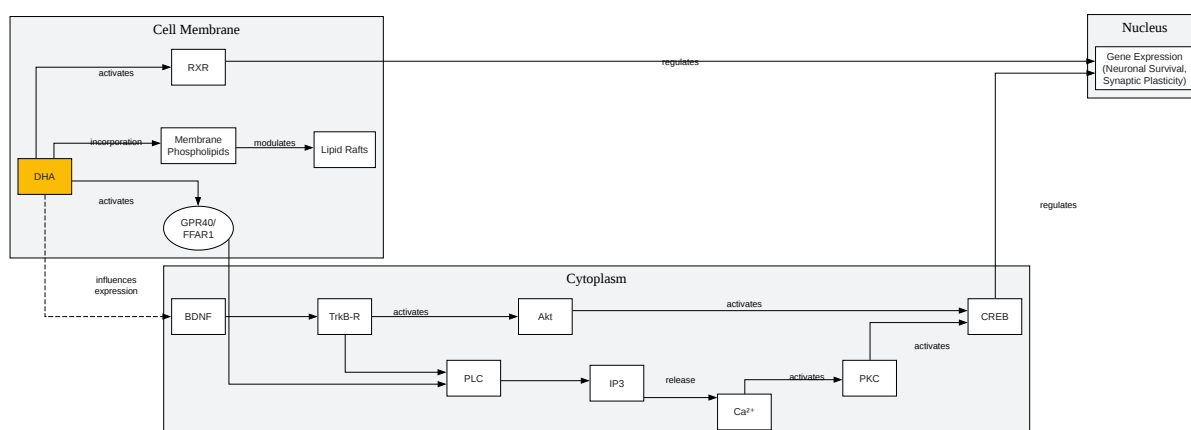 Cell Membrane
Nucleus
RXR
activates
regulates
Gene Expression
(Neuronal Survival,
Synaptic Plasticity)
incorporation
Membrane
Phospholipids
modulates
Lipid Rafts
DHA
activates
GPR40/
FFAR1
regulates
influences
expression
Cytoplasm
BDNF
TrkB-R
activates
Akt
activates
CREB
activates
PLC
IP3
release
Ca²⁺
activates
PKC